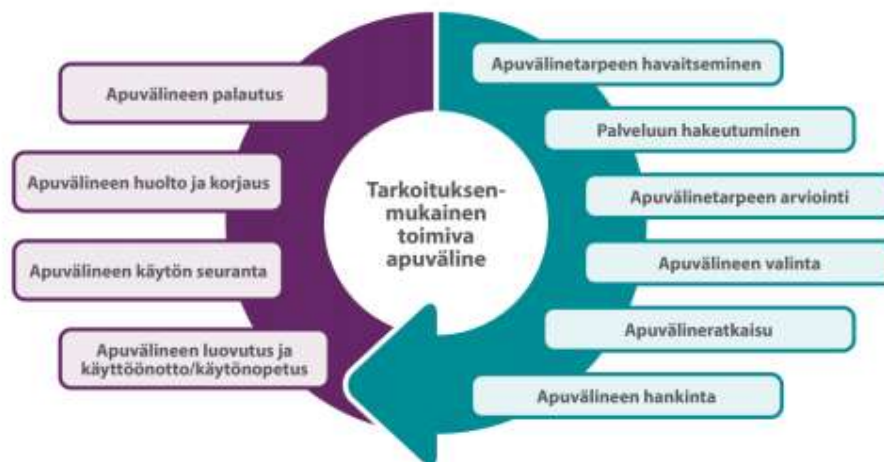 Apuvälinetarpeen havaitseminen
Palveluun hakeutuminen
Apuvälinetarpeen arviointi
Apuvälineen valinta
Apuvälineratkaisu
Apuvälineen hankinta
Apuvälineen luovutus ja
käyttöönotto/käytönopetus
Apuvälineen käytön seuranta
Apuvälineen huolto ja korjaus
Apuvälineen palautus
Tarkoituksen-
mukainen
toimiva
apuväline